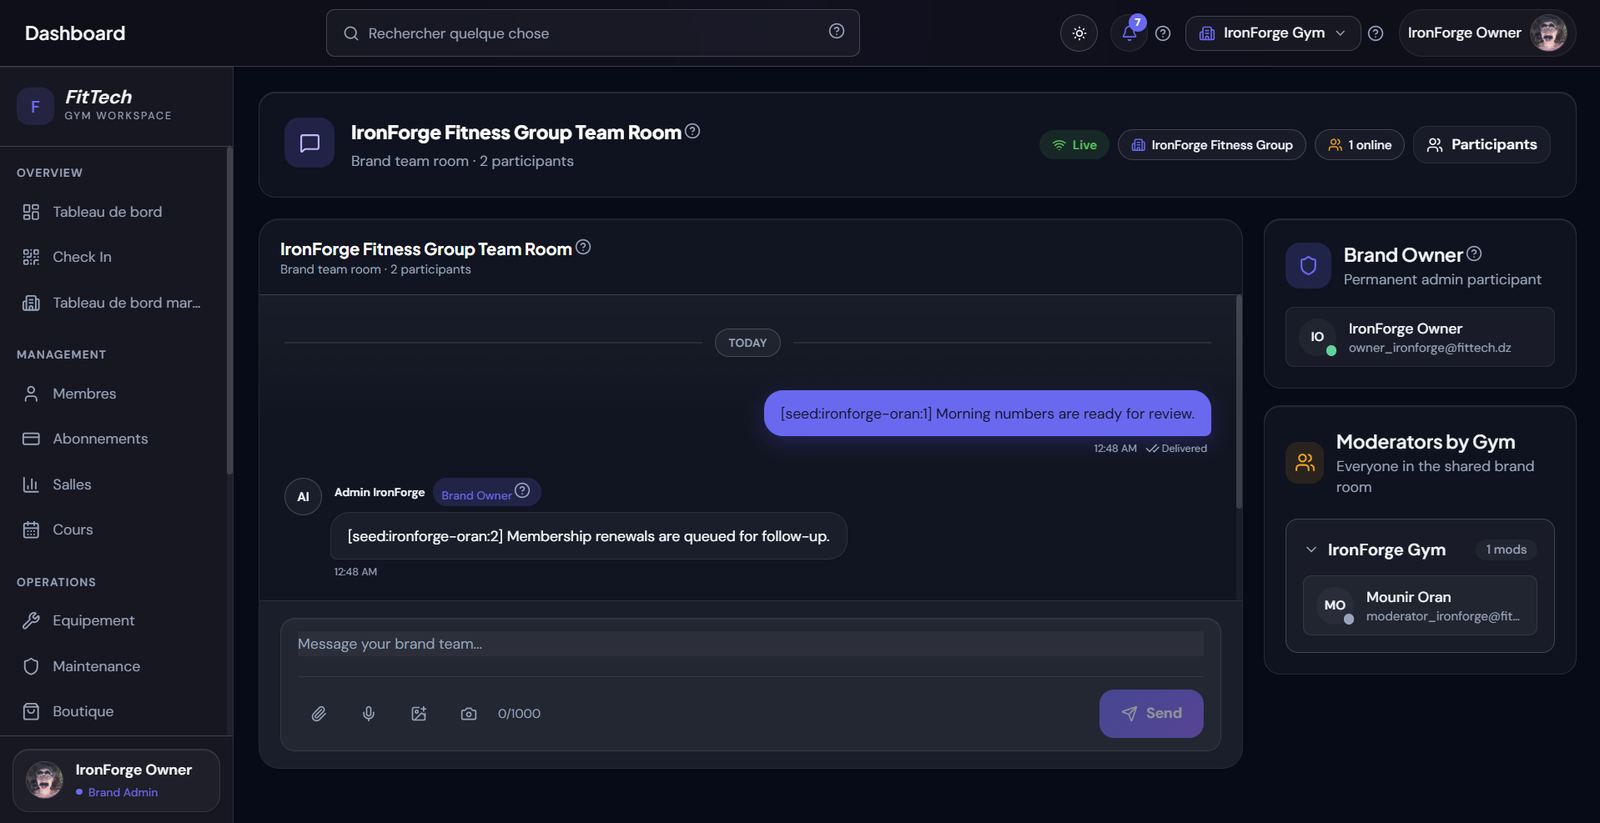 Dashboard
Rechercher quelque chose
7
IronForge Gym
IronForge Owner
F
FitTech
GYM WORKSPACE
OVERVIEW
Tableau de bord
Check In
Tableau de bord mar...
MANAGEMENT
Membres
Abonnements
Salles
Cours
OPERATIONS
Equipement
Maintenance
Boutique
IronForge Owner
Brand Admin
IronForge Fitness Group Team Room
Brand team room · 2 participants
Live
IronForge Fitness Group
1 online
Participants
IronForge Fitness Group Team Room
Brand team room · 2 participants
TODAY
[seed:ironforge-oran:1] Morning numbers are ready for review.
12:48 AM Delivered
AI
Admin IronForge Brand Owner
[seed:ironforge-oran:2] Membership renewals are queued for follow-up.
12:48 AM
Message your brand team...
0/1000
Send
Brand Owner
Permanent admin participant
IO
IronForge Owner
owner_ironforge@fittech.dz
Moderators by Gym
Everyone in the shared brand
room
IronForge Gym
1 mods
MO
Mounir Oran
moderator_ironforge@fit...